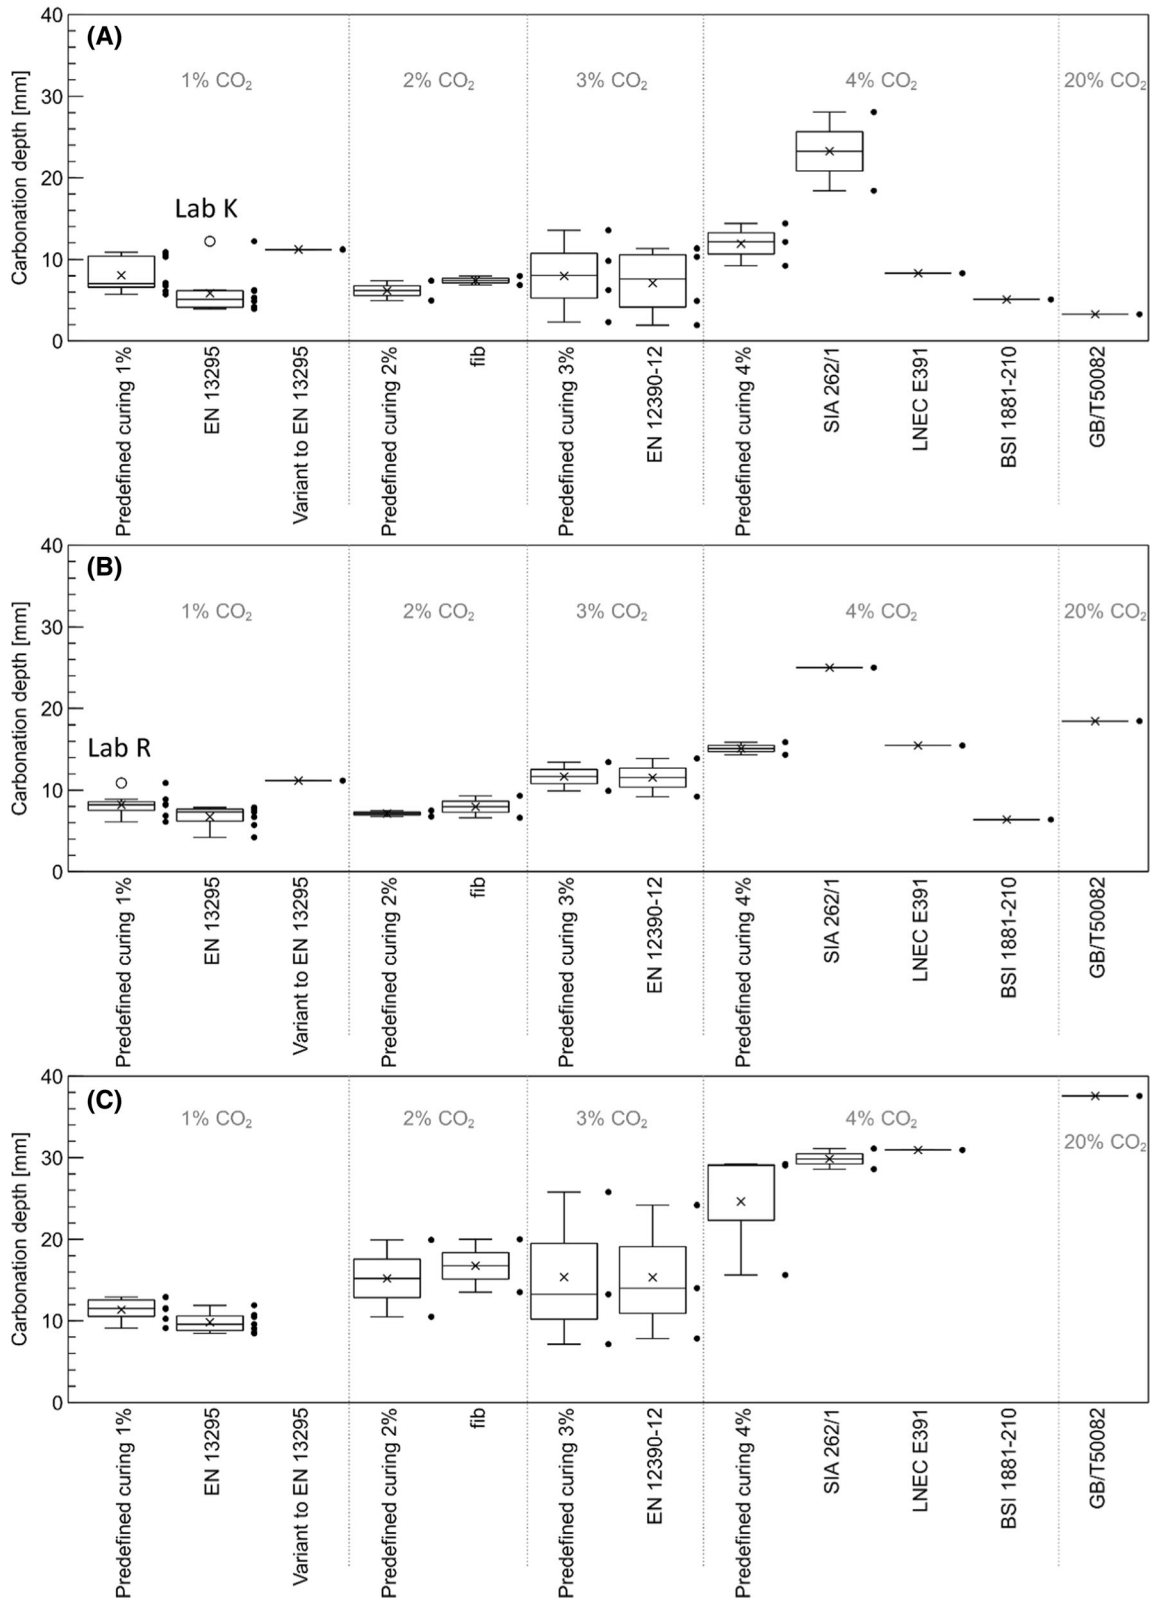 (A)
Carbonation depth [mm]
40
30
20
10
0
1% CO₂
2% CO₂
3% CO₂
4% CO₂
20% CO₂
Lab K
Predefined curing 1%
EN 13295
Variant to EN 13295
Predefined curing 2%
fib
Predefined curing 3%
EN 12390-12
Predefined curing 4%
SIA 262/1
LNEC E391
BSI 1881-210
GB/T50082
(B)
Carbonation depth [mm]
40
30
20
10
0
1% CO₂
2% CO₂
3% CO₂
4% CO₂
20% CO₂
Lab R
Predefined curing 1%
EN 13295
Variant to EN 13295
Predefined curing 2%
fib
Predefined curing 3%
EN 12390-12
Predefined curing 4%
SIA 262/1
LNEC E391
BSI 1881-210
GB/T50082
(C)
Carbonation depth [mm]
40
30
20
10
0
1% CO₂
2% CO₂
3% CO₂
4% CO₂
20% CO₂
Predefined curing 1%
EN 13295
Variant to EN 13295
Predefined curing 2%
fib
Predefined curing 3%
EN 12390-12
Predefined curing 4%
SIA 262/1
LNEC E391
BSI 1881-210
GB/T50082